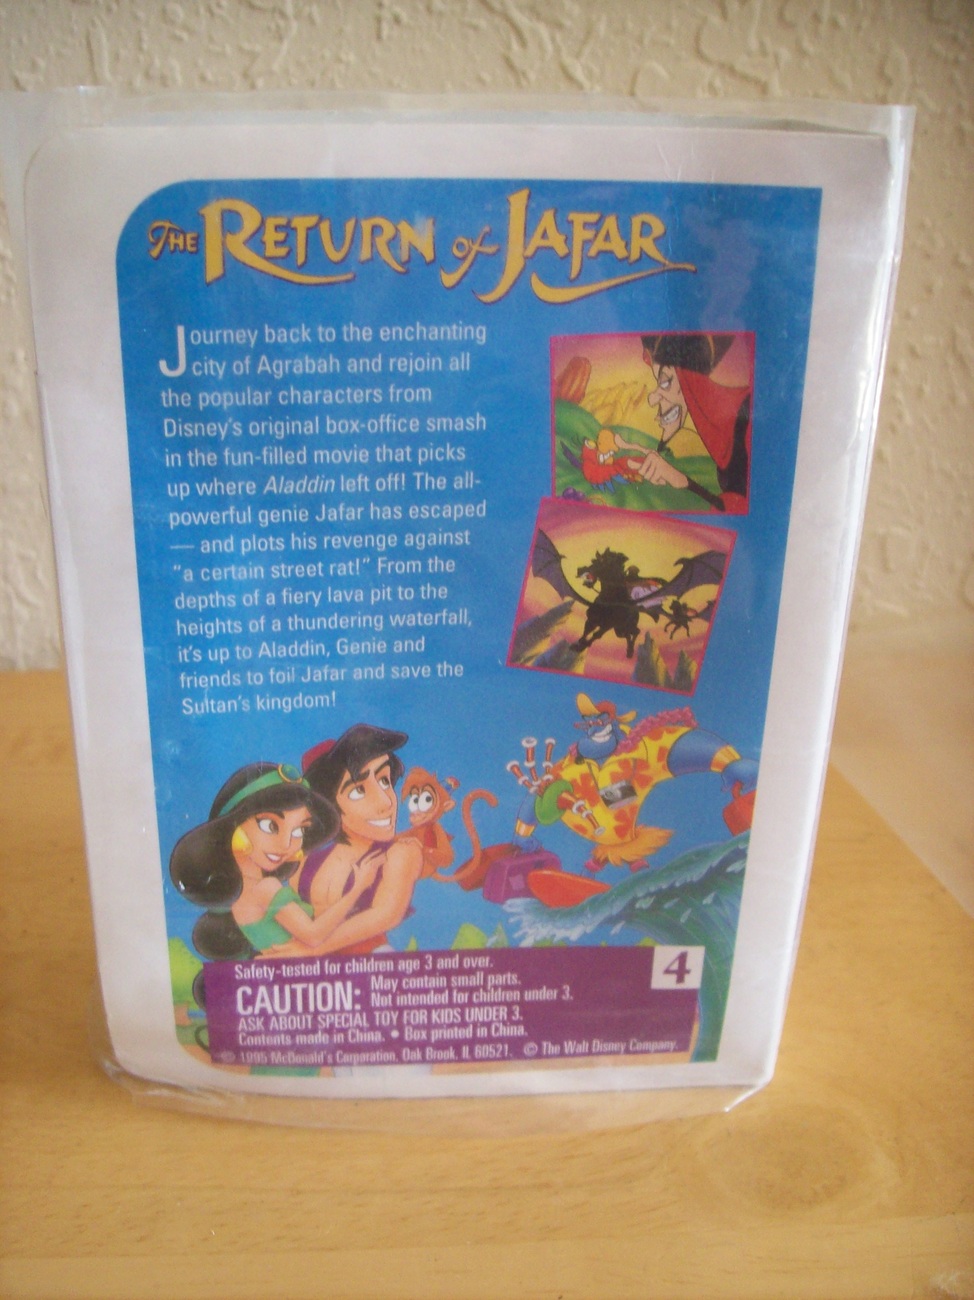 THE RETURN of JAFAR
Journey back to the enchanting
city of Agrabah and rejoin all
the popular characters from
Disney's original box-office smash
in the fun-filled movie that picks
up where Aladdin left off! The all-
powerful genie Jafar has escaped
— and plots his revenge against
"a certain street rat!" From the
depths of a fiery lava pit to the
heights of a thundering waterfall,
it's up to Aladdin, Genie and
friends to foil Jafar and save the
Sultan's kingdom!
4
Safety-tested for children age 3 and over.
CAUTION: May contain small parts.
Not intended for children under 3.
ASK ABOUT SPECIAL TOY FOR KIDS UNDER 3.
Contents made in China. • Box printed in China.
© 1995 McDonald's Corporation, Oak Brook, IL 60521. © The Walt Disney Company.